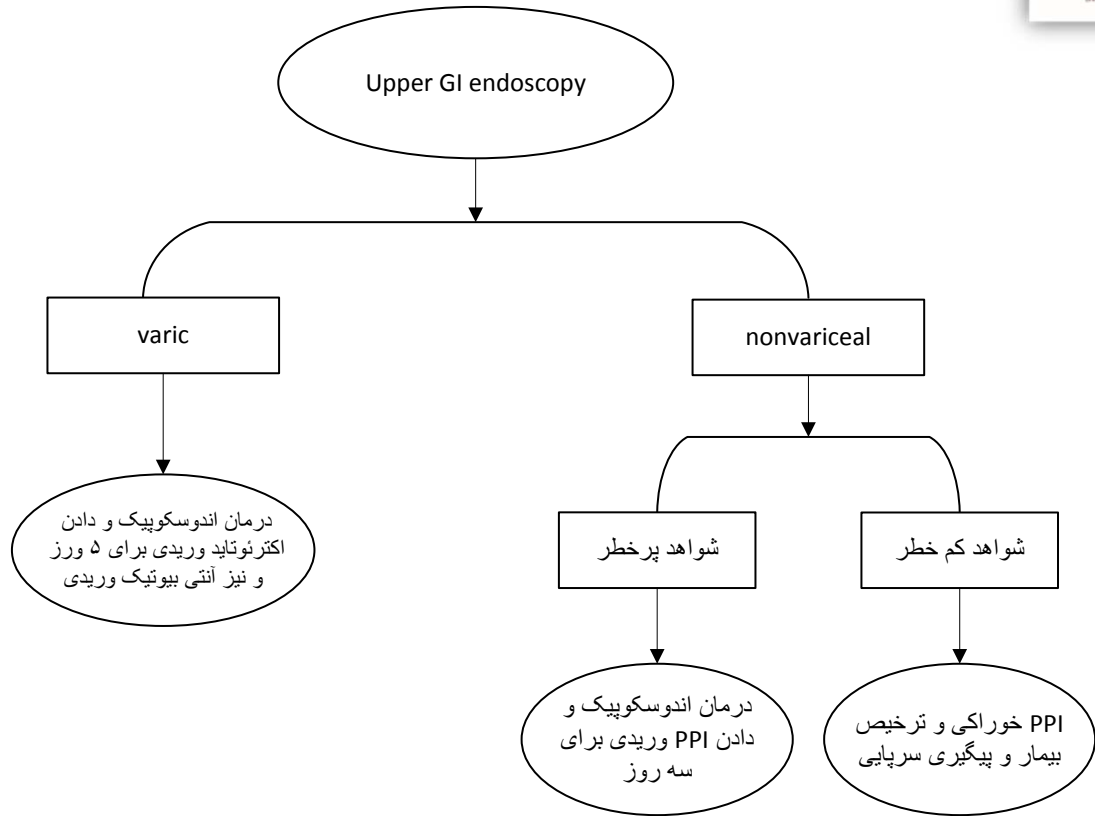 Upper GI endoscopy
varic
nonvariceal
درمان اندوسکوپیک و دادن
اکترئوتاید وریدی برای ۵ ورز
و نیز آنتی بیوتیک وریدی
شواهد پرخطر
شواهد کم خطر
درمان اندوسکوپیک و
دادن PPI وریدی برای
سه روز
PPI خوراکی و ترخیص
بیمار و پیگیری سرپایی